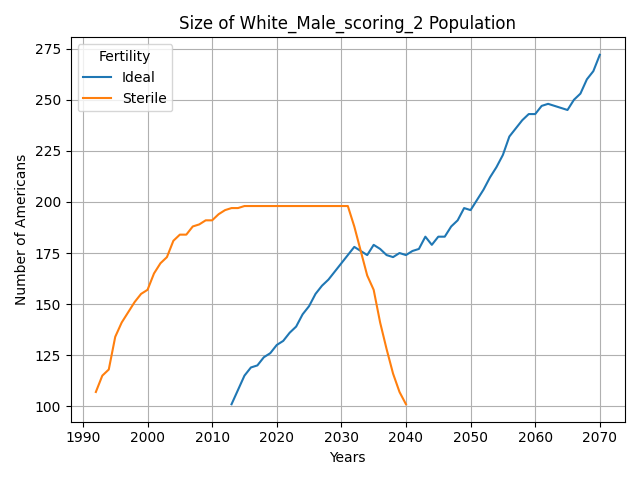 Size of White_Male_scoring_2 Population
Fertility
Ideal
Sterile
Number of Americans
275
250
225
200
175
150
125
100
1990 2000 2010 2020 2030 2040 2050 2060 2070
Years